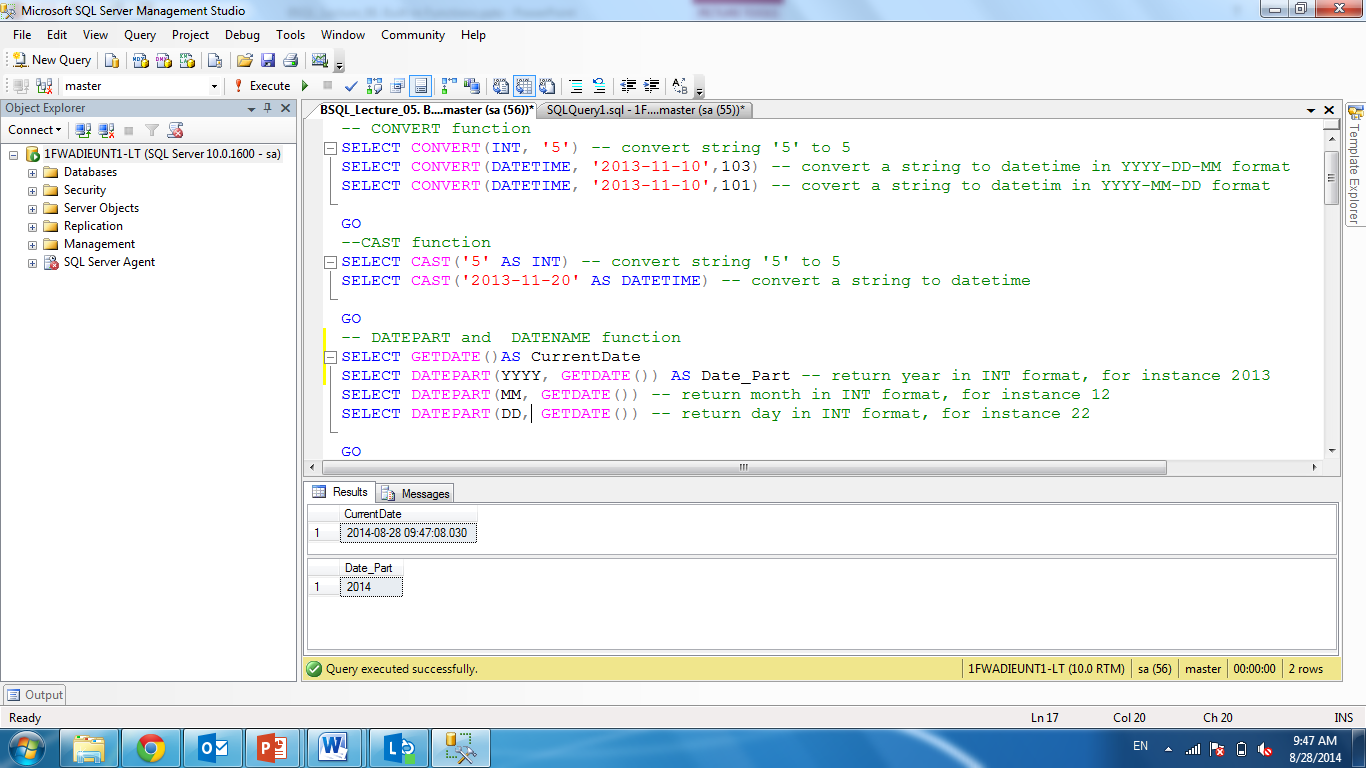 Microsoft SQL Server Management Studio
File Edit View Query Project Debug Tools Window Community Help
New Query
master Execute
Object Explorer
Connect
1FWADIEUNT1-LT (SQL Server 10.0.1600 - sa)
Databases
Security
Server Objects
Replication
Management
SQL Server Agent
BSQL_Lecture_05. B....master (sa (56))* SQLQuery1.sql - 1F....master (sa (55))*
-- CONVERT function
SELECT CONVERT(INT, '5') -- convert string '5' to 5
SELECT CONVERT(DATETIME, '2013-11-10',103) -- convert a string to datetime in YYYY-DD-MM format
SELECT CONVERT(DATETIME, '2013-11-10',101) -- covert a string to datetim in YYYY-MM-DD format
GO
--CAST function
SELECT CAST('5' AS INT) -- convert string '5' to 5
SELECT CAST('2013-11-20' AS DATETIME) -- convert a string to datetime
GO
-- DATEPART and  DATENAME function
SELECT GETDATE()AS CurrentDate
SELECT DATEPART(YYYY, GETDATE()) AS Date_Part -- return year in INT format, for instance 2013
SELECT DATEPART(MM, GETDATE()) -- return month in INT format, for instance 12
SELECT DATEPART(DD, GETDATE()) -- return day in INT format, for instance 22
GO
Template Explorer
Results Messages
CurrentDate
1 2014-08-28 09:47:08.030
Date_Part
1 2014
Query executed successfully. 1FWADIEUNT1-LT (10.0 RTM) sa (56) master 00:00:00 2 rows
Output
Ready Ln 17 Col 20 Ch 20 INS
EN 9:47 AM
8/28/2014